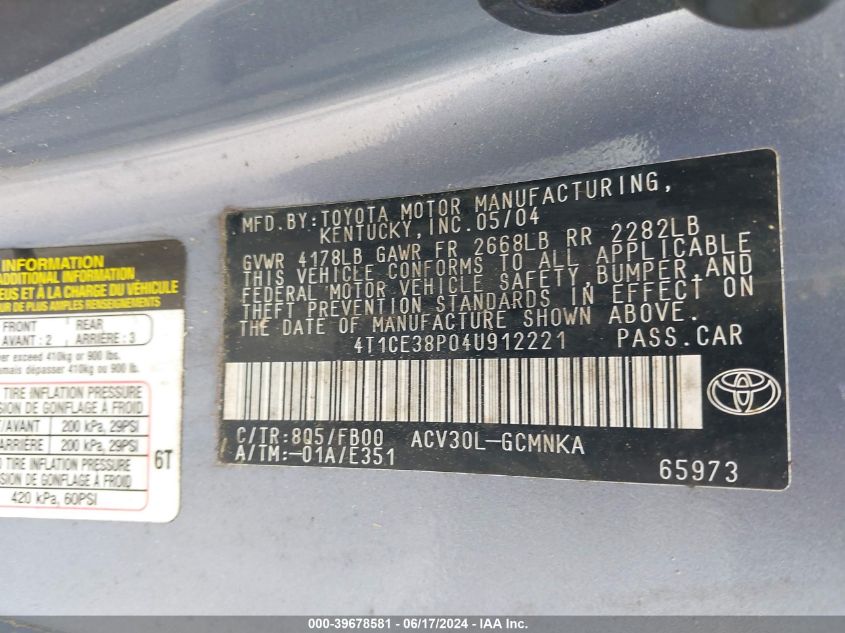 INFORMATION
ADDITIONAL INFORMATION
EDS ET À LA CHARGE DU VÉHICULE
UR DE PLUS AMPLES RENSEIGNEMENTS
FRONT REAR
AVANT : 2 ARRIÈRE : 3
ver exceed 410kg or 900 lbs.
mais dépasser 410kg ou 900 lb.
TIRE INFLATION PRESSURE
SSION DE GONFLAGE À FROID
AVANT 200 kPa, 29PSI
ARRIÈRE 200 kPa, 29PSI
6T
TIRE INFLATION PRESSURE
SION DE GONFLAGE À FROID
420 kPa, 60PSI
MFD.BY:TOYOTA MOTOR MANUFACTURING,
KENTUCKY, INC.05/04
GVWR 4178LB GAWR FR 2668LB RR 2282LB
THIS VEHICLE CONFORMS TO ALL APPLICABLE
FEDERAL MOTOR VEHICLE SAFETY,BUMPER,AND
THEFT PREVENTION STANDARDS IN EFFECT ON
THE DATE OF MANUFACTURE SHOWN ABOVE.
4T1CE38P04U912221 PASS.CAR
C/TR:8Q5/FB00 ACV30L-GCMNKA
A/TM:-01A/E351
65973
000-39678581 / 06/17/2024 - IAA Inc.